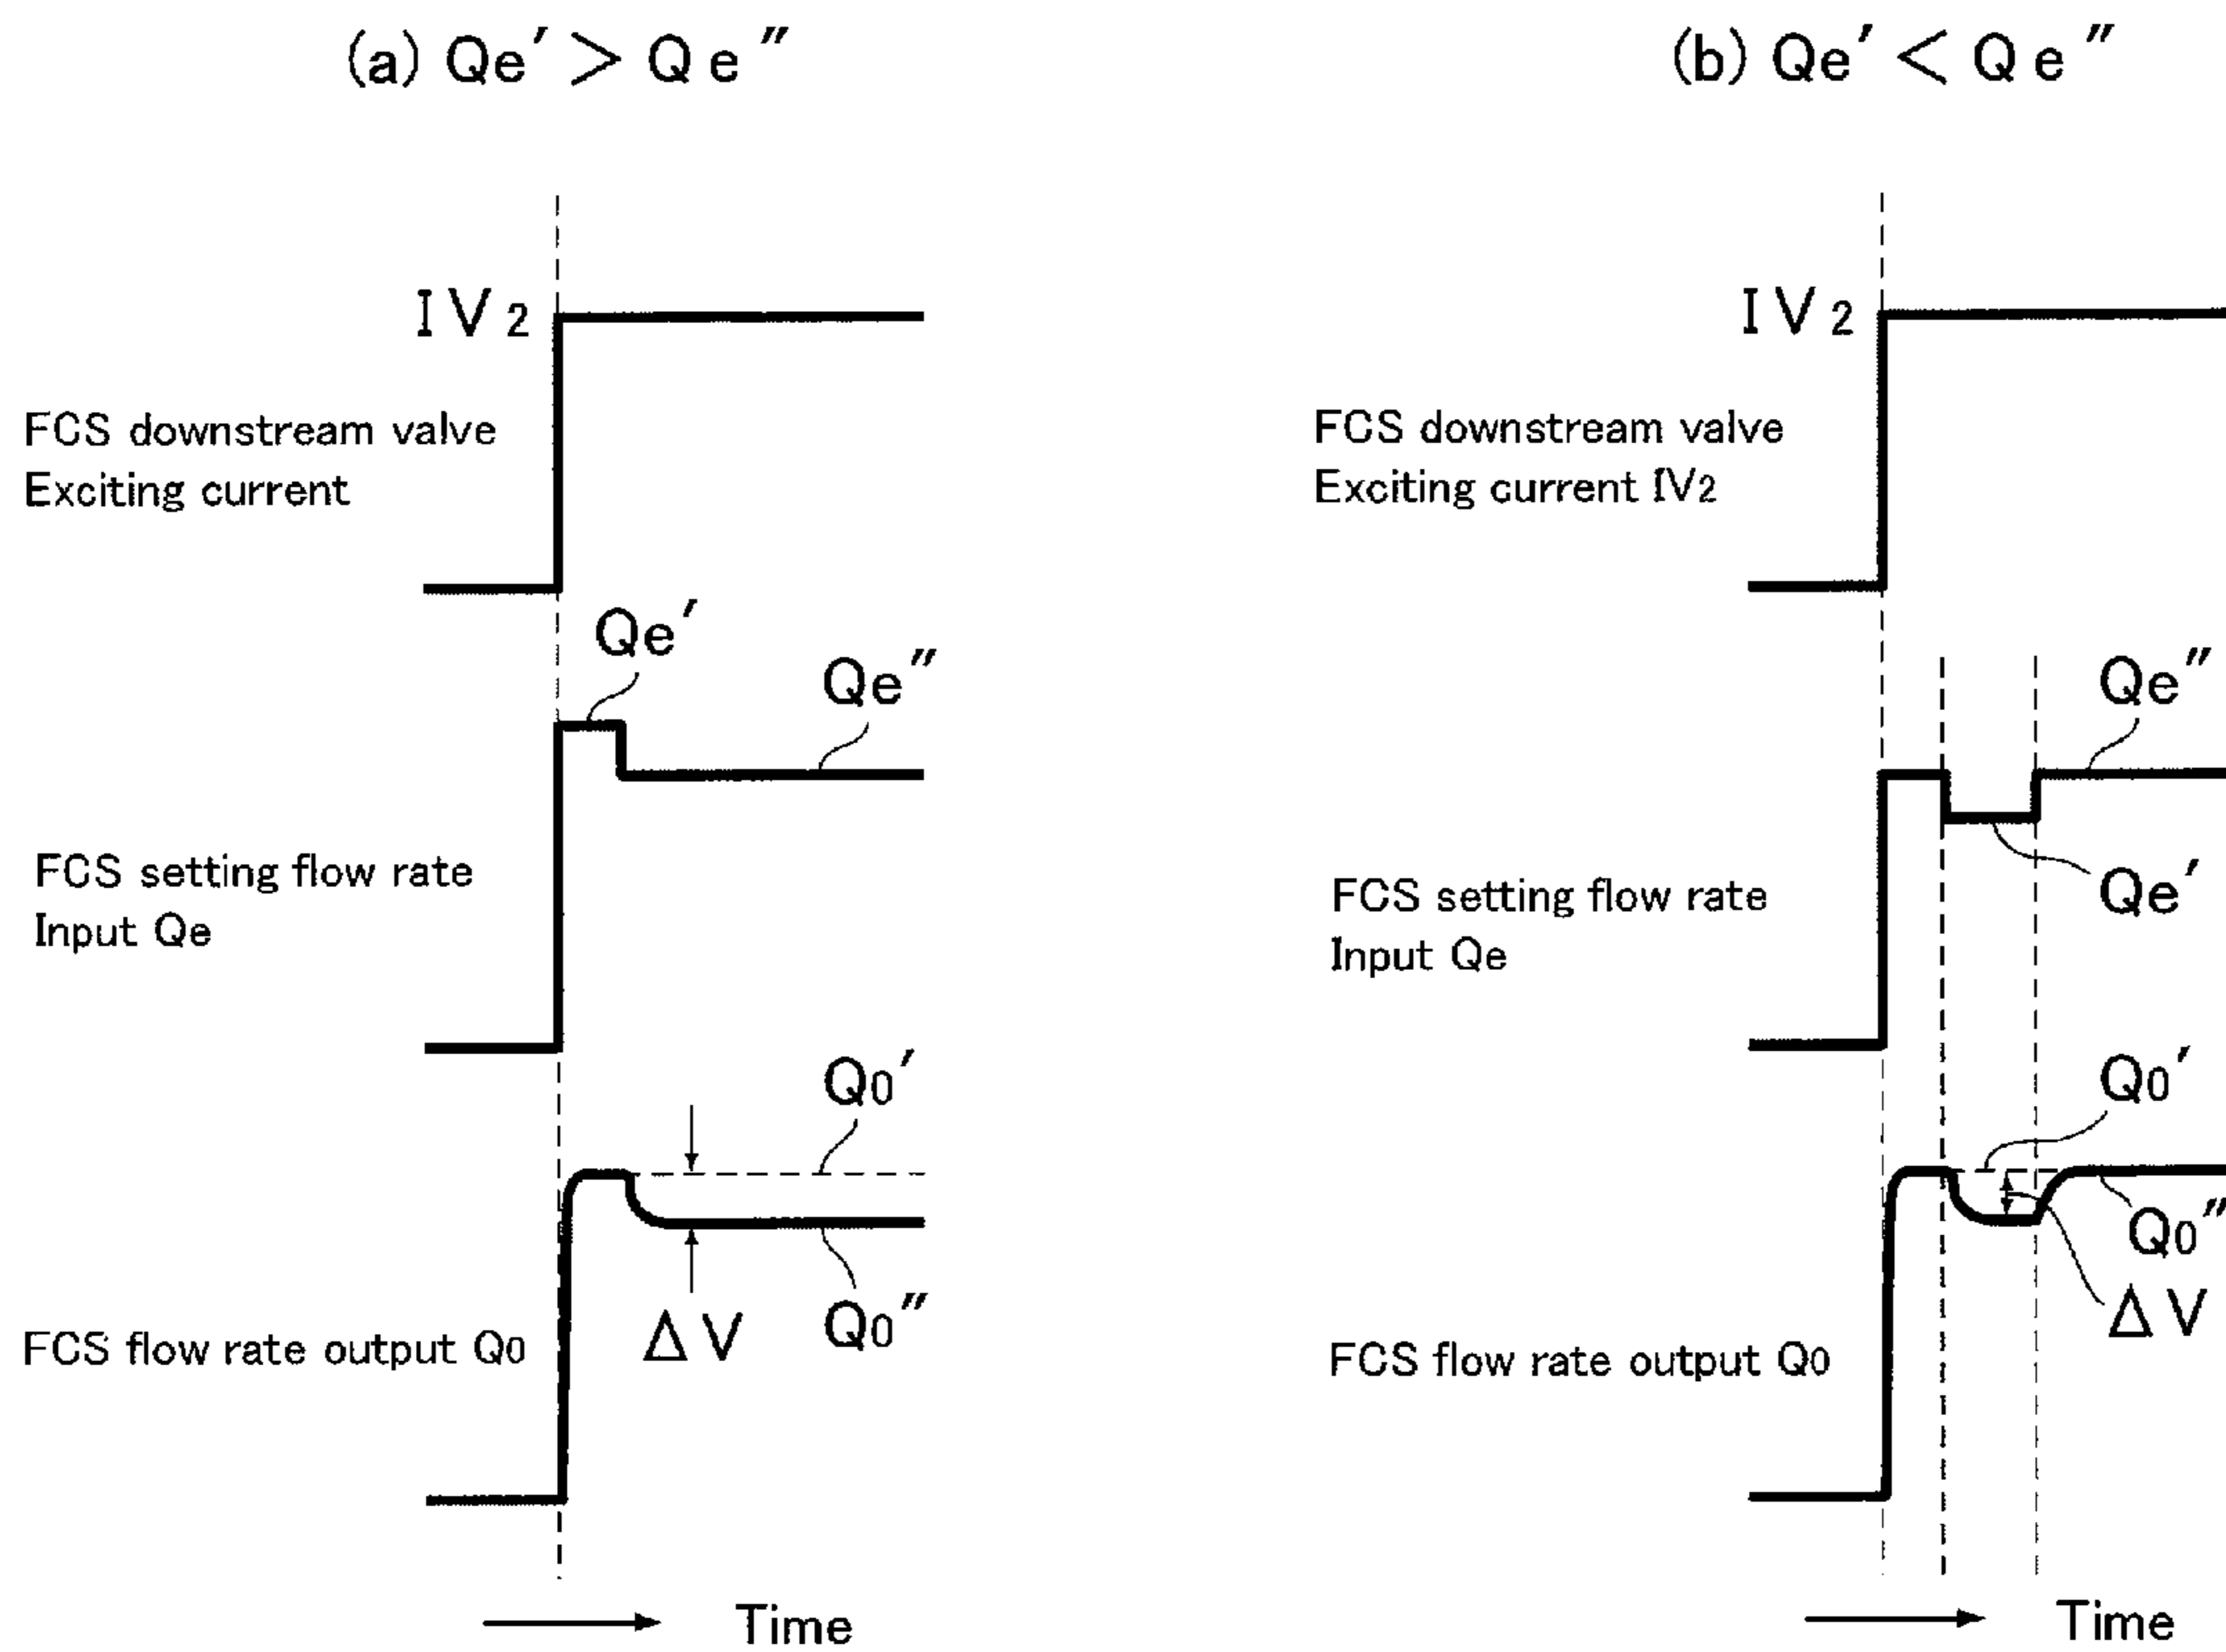 (a) Qe′ > Qe″
IV2
FCS downstream valve
Exciting current
Qe′
Qe″
FCS setting flow rate
Input Qe
Q0′
FCS flow rate output Q0
ΔV
Q0″
Time
(b) Qe′ < Qe″
IV2
FCS downstream valve
Exciting current IV2
Qe″
FCS setting flow rate
Input Qe
Qe′
Q0′
Q0″
ΔV
FCS flow rate output Q0
Time